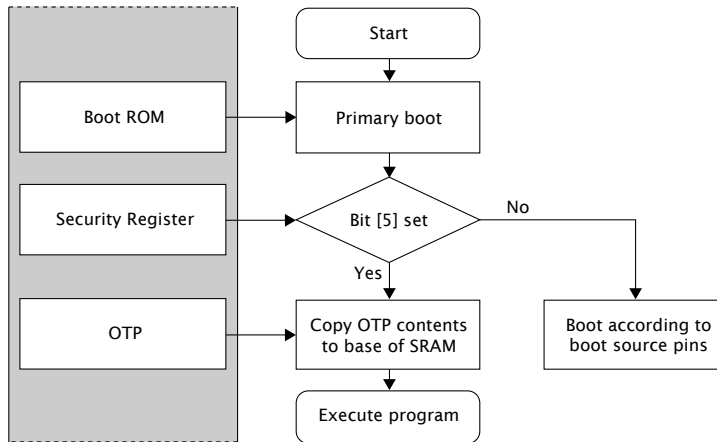 Start
Boot ROM
Primary boot
Security Register
Bit [5] set
No
Yes
OTP
Copy OTP contents
to base of SRAM
Boot according to
boot source pins
Execute program